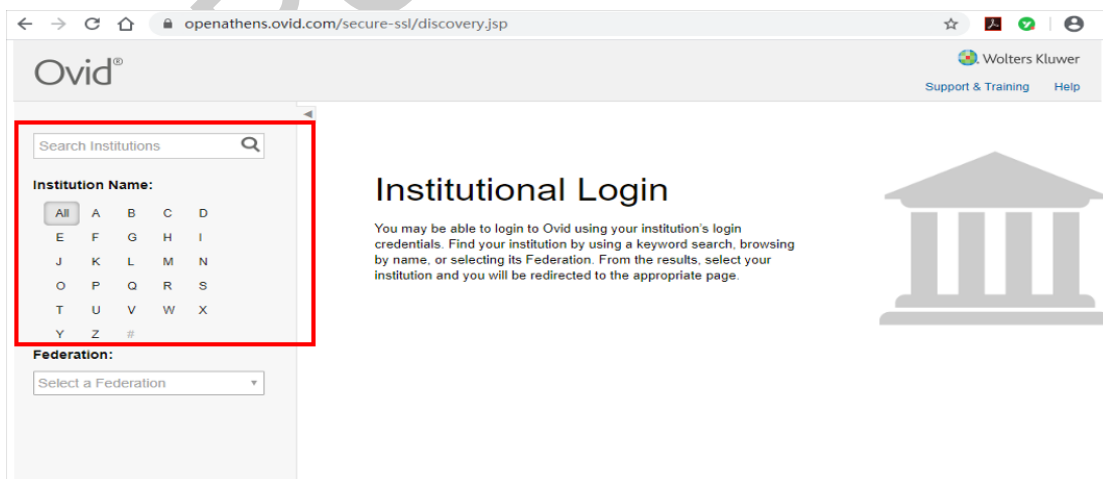 openathens.ovid.com/secure-ssl/discovery.jsp
Ovid®
Wolters Kluwer
Support & Training Help
Search Institutions
Institution Name:
All A B C D
E F G H I
J K L M N
O P Q R S
T U V W X
Y Z #
Federation:
Select a Federation
Institutional Login
You may be able to login to Ovid using your institution's login
credentials. Find your institution by using a keyword search, browsing
by name, or selecting its Federation. From the results, select your
institution and you will be redirected to the appropriate page.